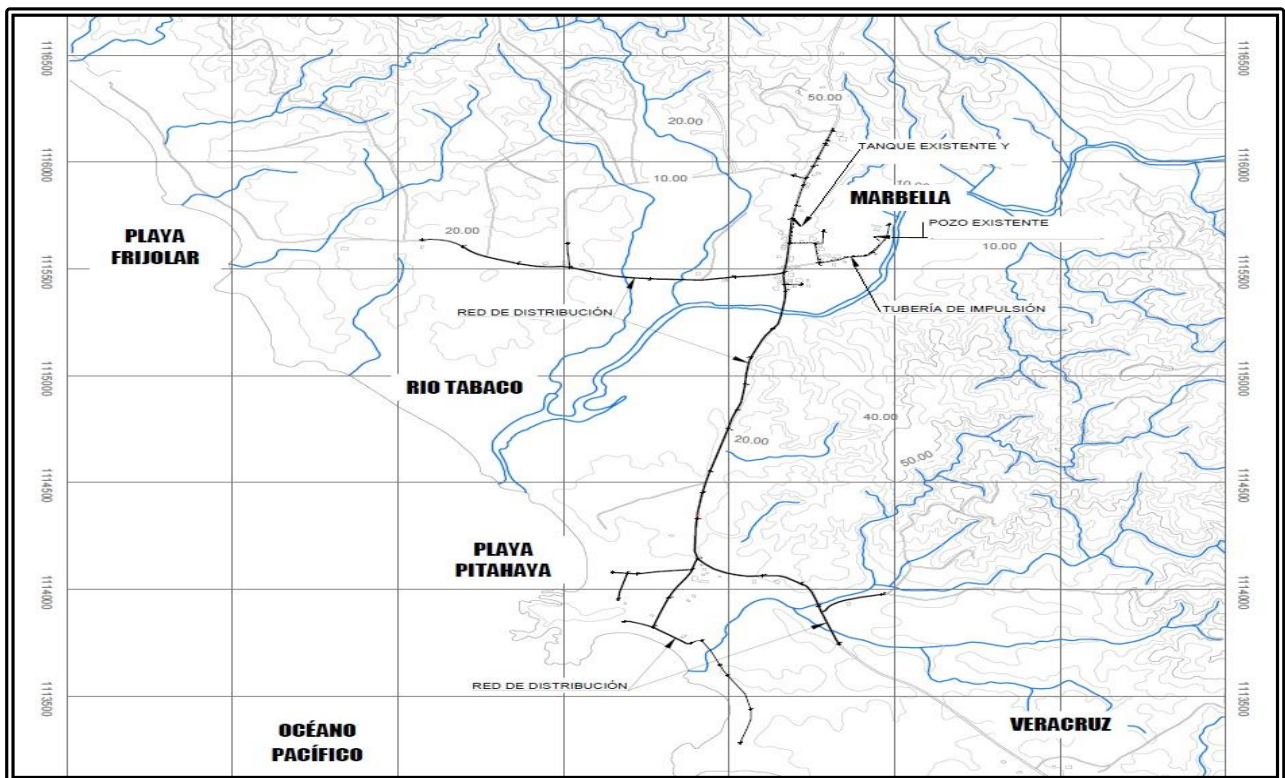 1116500
1116500
50.00
20.00
TANQUE EXISTENTE Y
1116000
1116000
10.00
10.00
MARBELLA
POZO EXISTENTE
PLAYA
FRIJOLAR
20.00
10.00
1115500
1115500
RED DE DISTRIBUCIÓN
TUBERÍA DE IMPULSIÓN
RIO TABACO
1115000
1115000
40.00
20.00
50.00
1114500
1114500
PLAYA
PITAHAYA
1114000
1114000
RED DE DISTRIBUCIÓN
1113500
1113500
OCÉANO
PACÍFICO
VERACRUZ